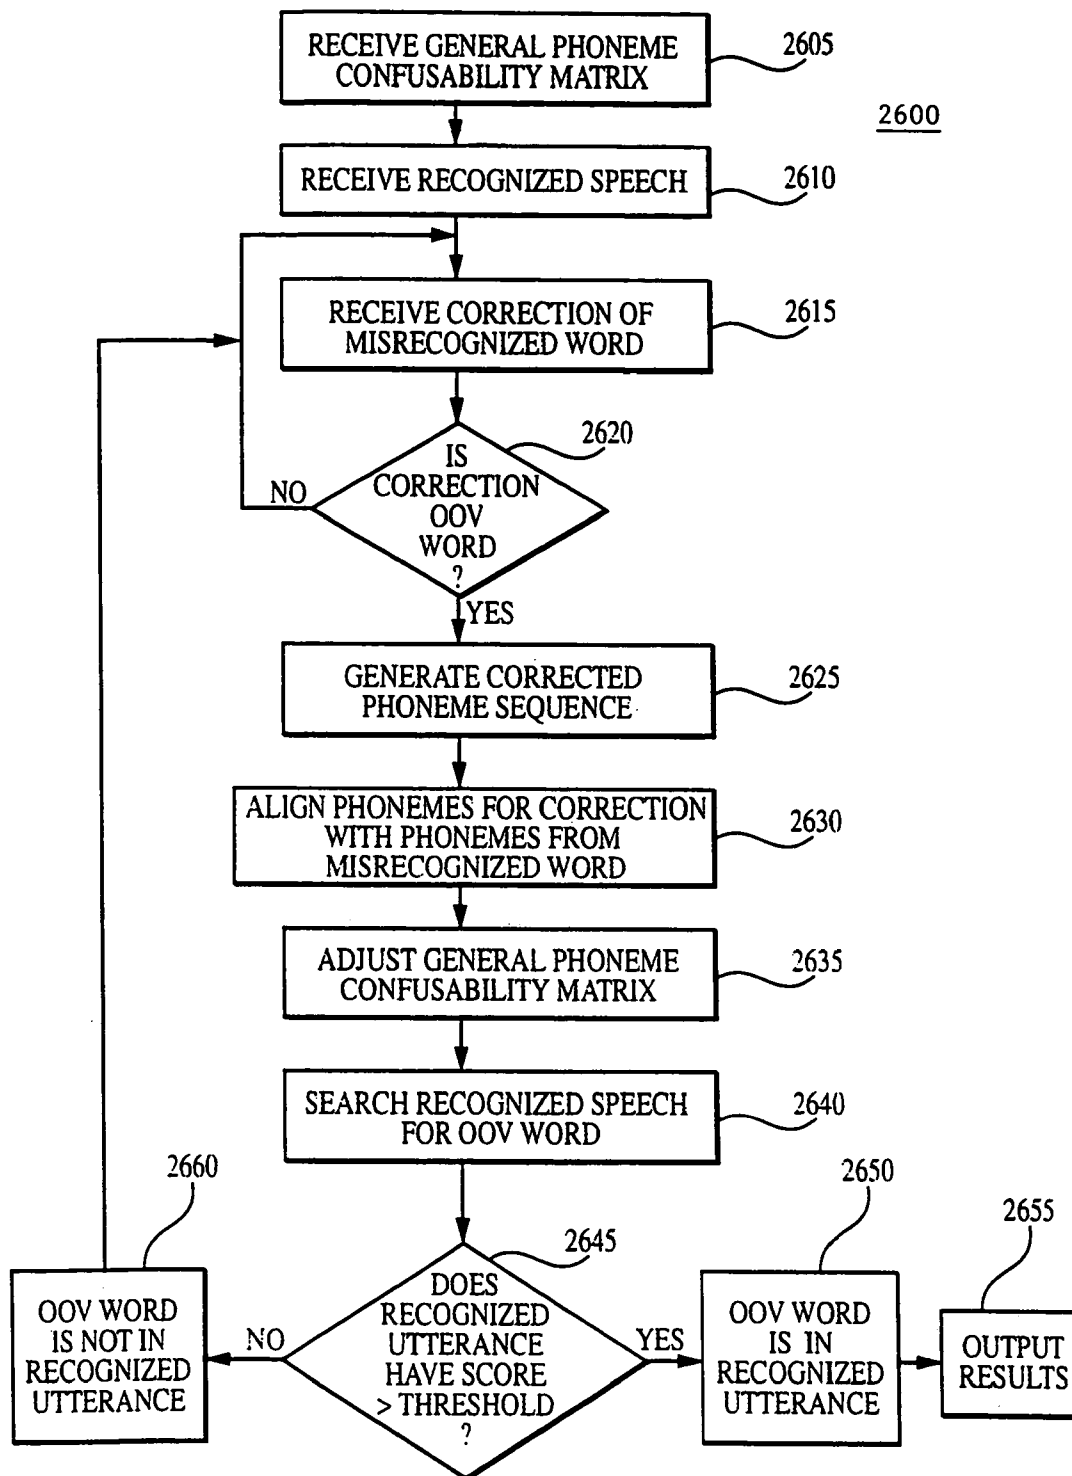 RECEIVE GENERAL PHONEME
CONFUSABILITY MATRIX
2605
2600
RECEIVE RECOGNIZED SPEECH
2610
RECEIVE CORRECTION OF
MISRECOGNIZED WORD
2615
IS
CORRECTION
OOV
WORD
?
2620
NO
YES
GENERATE CORRECTED
PHONEME SEQUENCE
2625
ALIGN PHONEMES FOR CORRECTION
WITH PHONEMES FROM
MISRECOGNIZED WORD
2630
ADJUST GENERAL PHONEME
CONFUSABILITY MATRIX
2635
SEARCH RECOGNIZED SPEECH
FOR OOV WORD
2640
DOES
RECOGNIZED
UTTERANCE
HAVE SCORE
> THRESHOLD
?
2645
NO
YES
2660
OOV WORD
IS NOT IN
RECOGNIZED
UTTERANCE
2650
OOV WORD
IS IN
RECOGNIZED
UTTERANCE
2655
OUTPUT
RESULTS